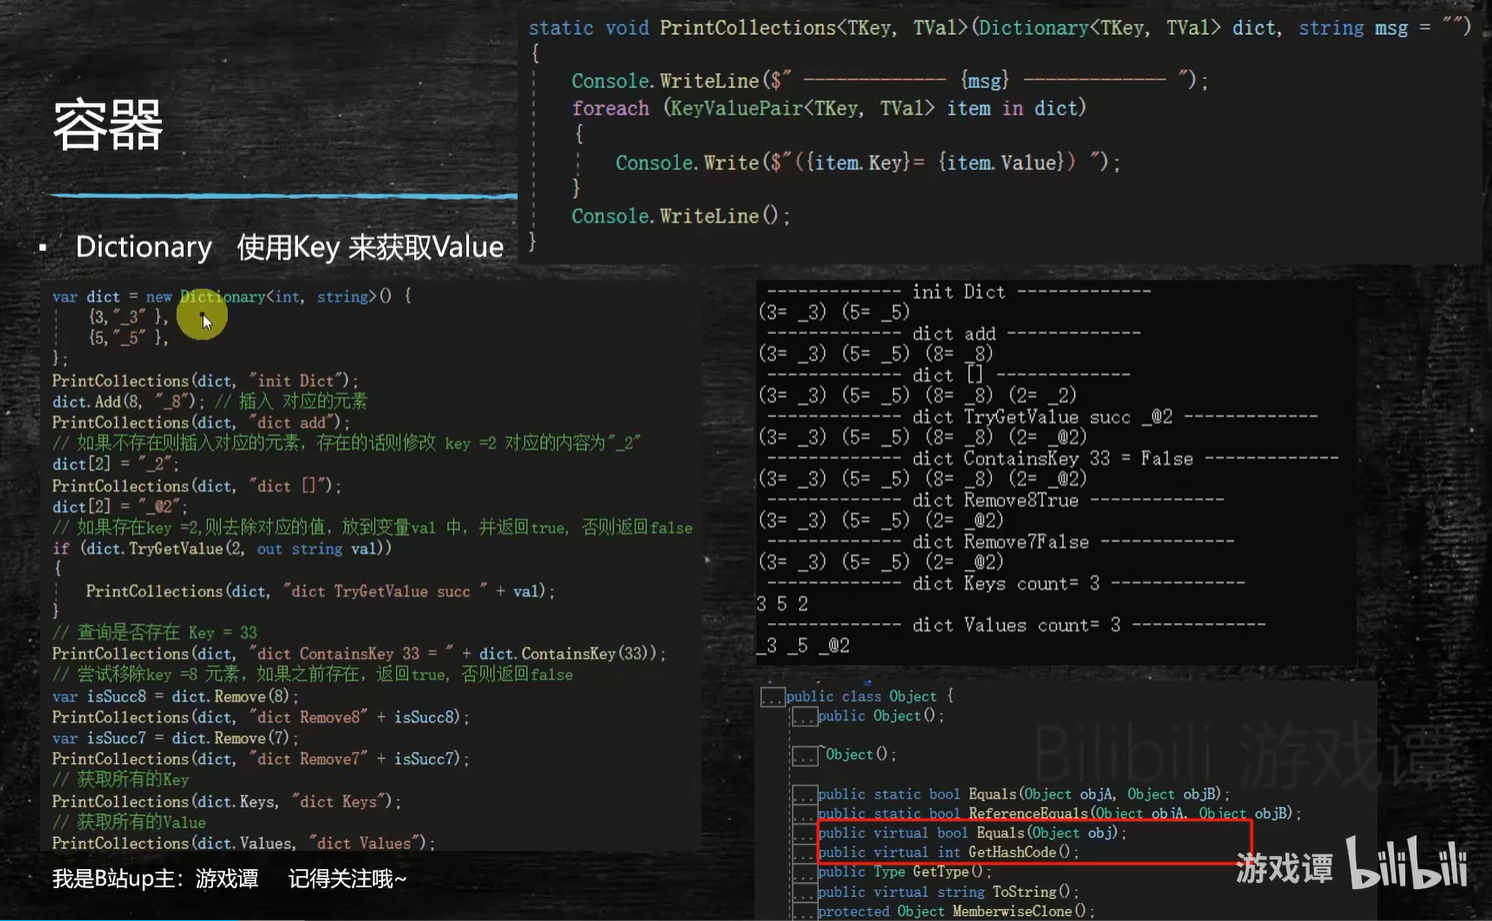 容器
▪ Dictionary 使用Key 来获取Value
static void PrintCollections<TKey, TVal>(Dictionary<TKey, TVal> dict, string msg = "")
{
Console.WriteLine($" ------------- {msg} ------------- ");
foreach (KeyValuePair<TKey, TVal> item in dict)
{
Console.Write($"({item.Key}= {item.Value}) ");
}
Console.WriteLine();
}
var dict = new Dictionary<int, string>() {
{3,"_3" },
{5,"_5" },
};
PrintCollections(dict, "init Dict");
dict.Add(8, "_8"); // 插入 对应的元素
PrintCollections(dict, "dict add");
// 如果不存在则插入对应的元素，存在的话则修改 key =2 对应的内容为"_2"
dict[2] = "_2";
PrintCollections(dict, "dict []");
dict[2] = "_@2";
// 如果存在key =2,则去除对应的值，放到变量val 中，并返回true, 否则返回false
if (dict.TryGetValue(2, out string val))
{
PrintCollections(dict, "dict TryGetValue succ " + val);
}
// 查询是否存在 Key = 33
PrintCollections(dict, "dict ContainsKey 33 = " + dict.ContainsKey(33));
// 尝试移除key =8 元素，如果之前存在，返回true, 否则返回false
var isSucc8 = dict.Remove(8);
PrintCollections(dict, "dict Remove8" + isSucc8);
var isSucc7 = dict.Remove(7);
PrintCollections(dict, "dict Remove7" + isSucc7);
// 获取所有的Key
PrintCollections(dict.Keys, "dict Keys");
// 获取所有的Value
PrintCollections(dict.Values, "dict Values");
------------- init Dict -------------
(3= _3) (5= _5)
------------- dict add -------------
(3= _3) (5= _5) (8= _8)
------------- dict [] -------------
(3= _3) (5= _5) (8= _8) (2= _2)
------------- dict TryGetValue succ _@2 -------------
(3= _3) (5= _5) (8= _8) (2= _@2)
------------- dict ContainsKey 33 = False -------------
(3= _3) (5= _5) (8= _8) (2= _@2)
------------- dict Remove8True -------------
(3= _3) (5= _5) (2= _@2)
------------- dict Remove7False -------------
(3= _3) (5= _5) (2= _@2)
------------- dict Keys count= 3 -------------
3 5 2
------------- dict Values count= 3 -------------
_3 _5 _@2
...public class Object {
...public Object();
...~Object();
...public static bool Equals(Object objA, Object objB);
...public static bool ReferenceEquals(Object objA, Object objB);
...public virtual bool Equals(Object obj);
...public virtual int GetHashCode();
...public Type GetType();
...public virtual string ToString();
...protected Object MemberwiseClone();
Bilibili 游戏谭
我是B站up主：游戏谭 记得关注哦~
游戏谭 bilibili